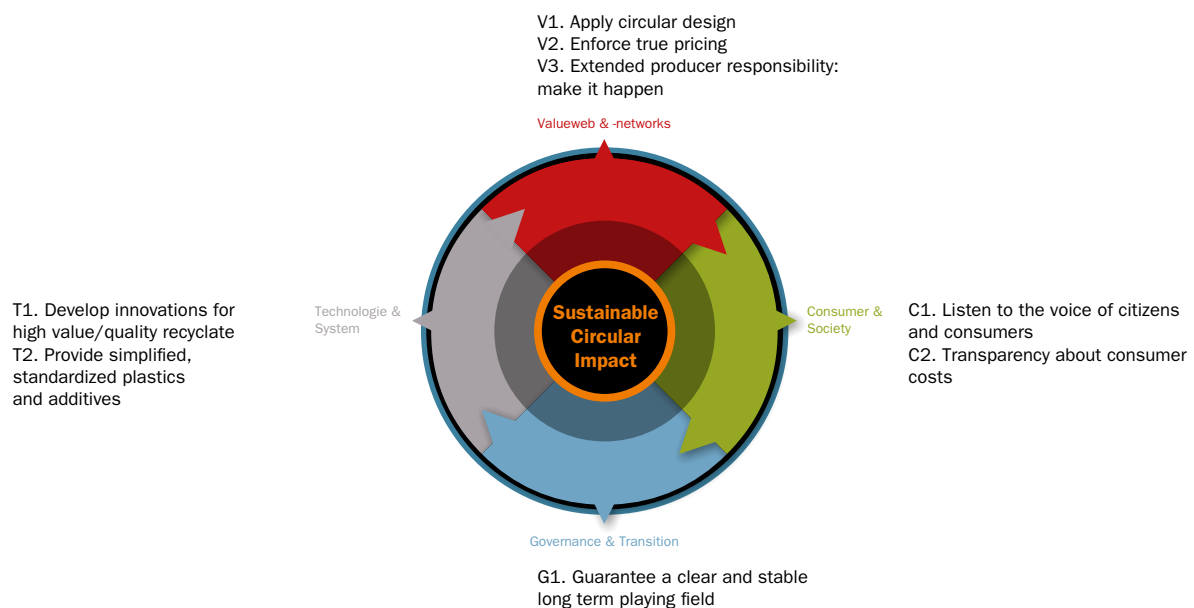 V1. Apply circular design
V2. Enforce true pricing
V3. Extended producer responsibility:
make it happen
Valueweb & -networks
T1. Develop innovations for
high value/quality recyclate
T2. Provide simplified,
standardized plastics
and additives
Technologie &
System
Sustainable
Circular
Impact
Consumer &
Society
C1. Listen to the voice of citizens
and consumers
C2. Transparency about consumer
costs
Governance & Transition
G1. Guarantee a clear and stable
long term playing field